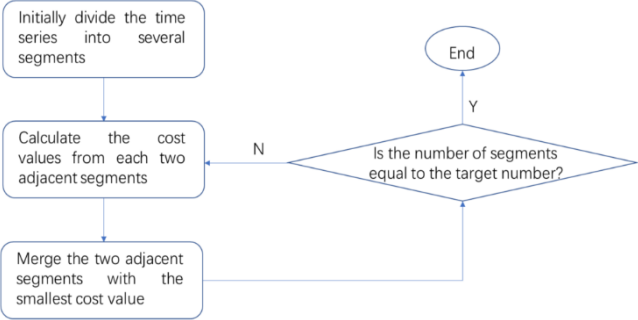 Initially divide the time
series into several
segments
End
Y
Calculate the cost
values from each two
adjacent segments
N
Is the number of segments
equal to the target number?
Merge the two adjacent
segments with the
smallest cost value